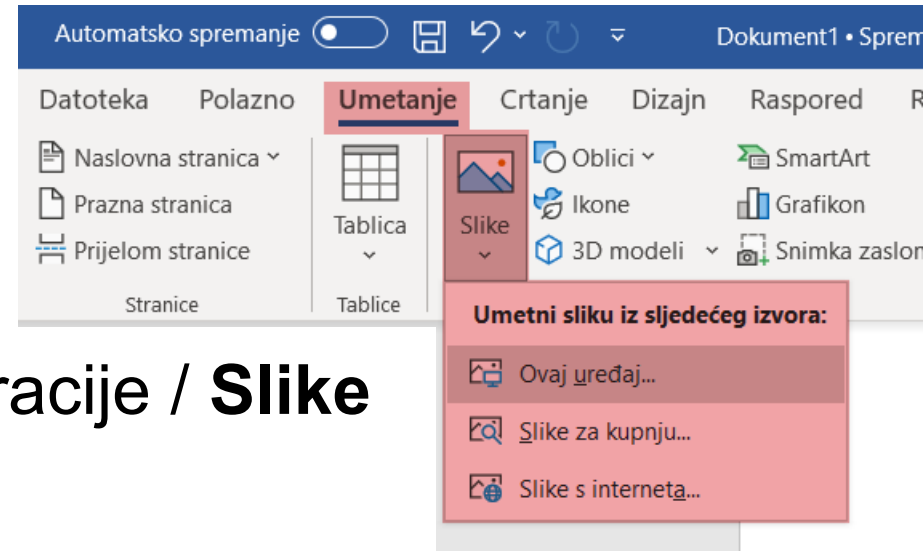 Automatsko spremanje Dokument1 • Sprem
Datoteka Polazno Umetanje Crtanje Dizajn Raspored R
Naslovna stranica
Prazna stranica
Prijelom stranice
Stranice
Tablica
Tablice
Slike
Oblici
Ikone
3D modeli
SmartArt
Grafikon
Snimka zaslon
Umetni sliku iz sljedećeg izvora:
Ovaj uređaj...
Slike za kupnju...
Slike s interneta...
racije / Slike